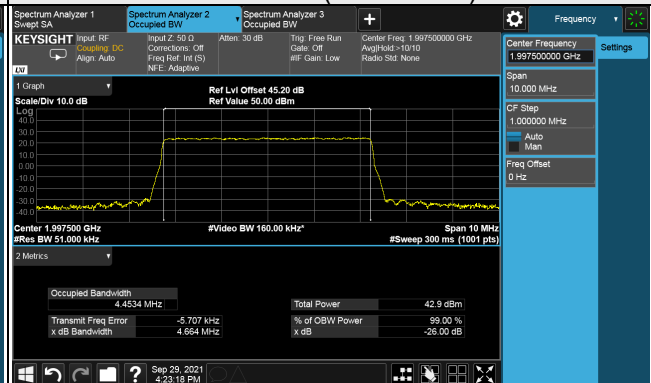 Spectrum Analyzer 1
Swept SA
Spectrum Analyzer 2
Occupied BW
Spectrum Analyzer 3
Occupied BW
+
Frequency
KEYSIGHT
Input: RF
Coupling: DC
Align: Auto
LXI
Input Z: 50 Ω
Corrections: Off
Freq Ref: Int (S)
NFE: Adaptive
Atten: 30 dB
Trig: Free Run
Gate: Off
#IF Gain: Low
Center Freq: 1.997500000 GHz
Avg|Hold:>10/10
Radio Std: None
Center Frequency
1.997500000 GHz
Settings
Span
10.000 MHz
CF Step
1.000000 MHz
Auto
Man
Freq Offset
0 Hz
1 Graph
Scale/Div 10.0 dB
Ref Lvl Offset 45.20 dB
Ref Value 50.00 dBm
Log
40.0
30.0
20.0
10.0
0.00
-10.0
-20.0
-30.0
-40.0
Center 1.997500 GHz
#Video BW 160.00 kHz*
Span 10 MHz
#Res BW 51.000 kHz
#Sweep 300 ms (1001 pts)
2 Metrics
Occupied Bandwidth
4.4534 MHz
Total Power
42.9 dBm
Transmit Freq Error
-5.707 kHz
% of OBW Power
99.00 %
x dB Bandwidth
4.664 MHz
x dB
-26.00 dB
?
Sep 29, 2021
4:23:18 PM